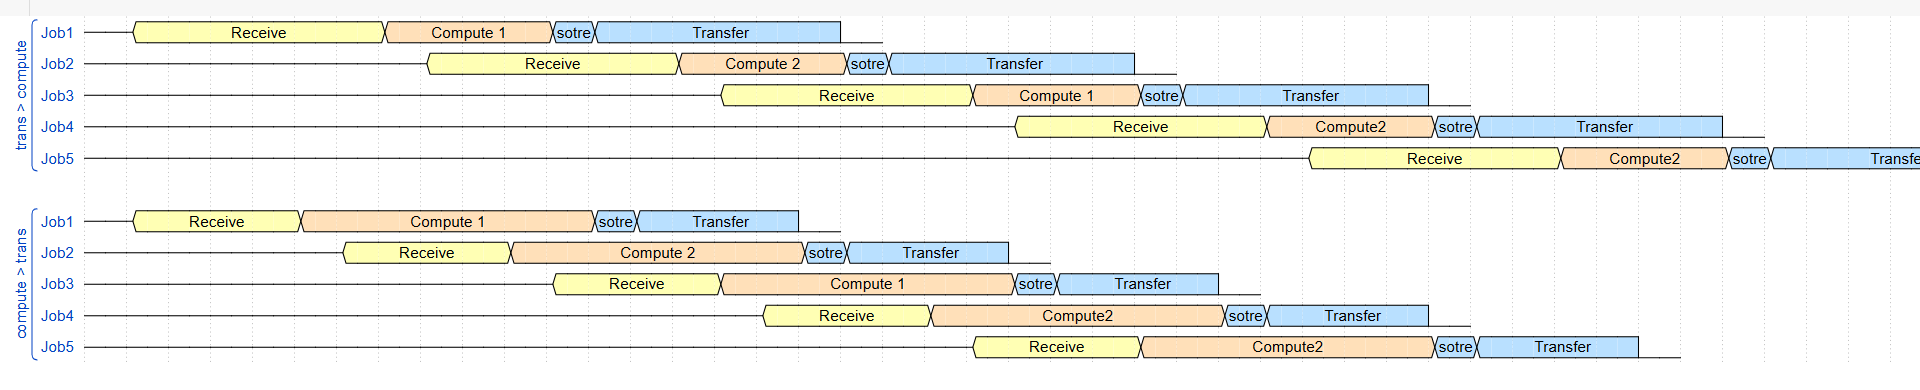 trans > compute
Job1 Receive Compute 1 sotre Transfer
Job2 Receive Compute 2 sotre Transfer
Job3 Receive Compute 1 sotre Transfer
Job4 Receive Compute2 sotre Transfer
Job5 Receive Compute2 sotre Transfe
compute > trans
Job1 Receive Compute 1 sotre Transfer
Job2 Receive Compute 2 sotre Transfer
Job3 Receive Compute 1 sotre Transfer
Job4 Receive Compute2 sotre Transfer
Job5 Receive Compute2 sotre Transfer